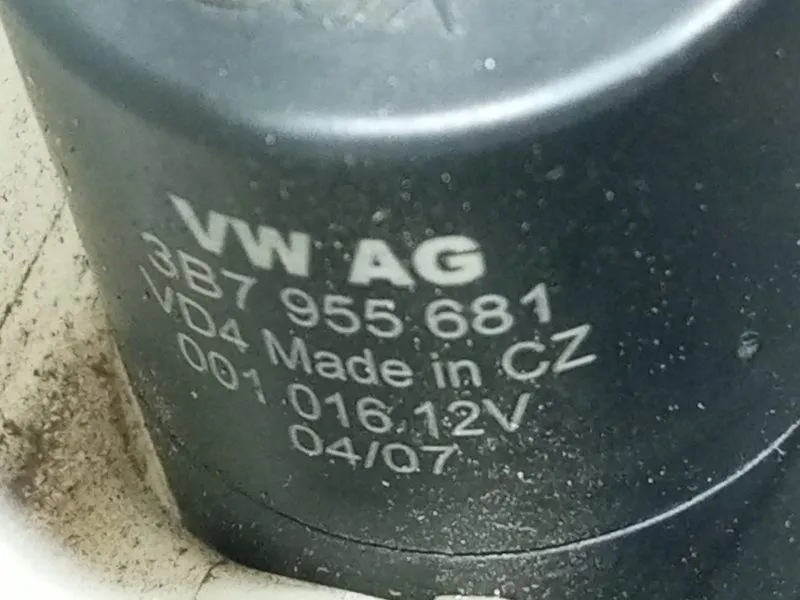 VW AG
3B7 955 681
VD4 Made in CZ
001 016 12V
04/07